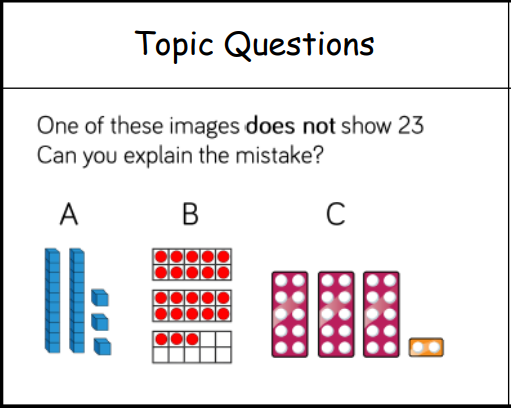 Topic Questions
One of these images does not show 23
Can you explain the mistake?
A B C